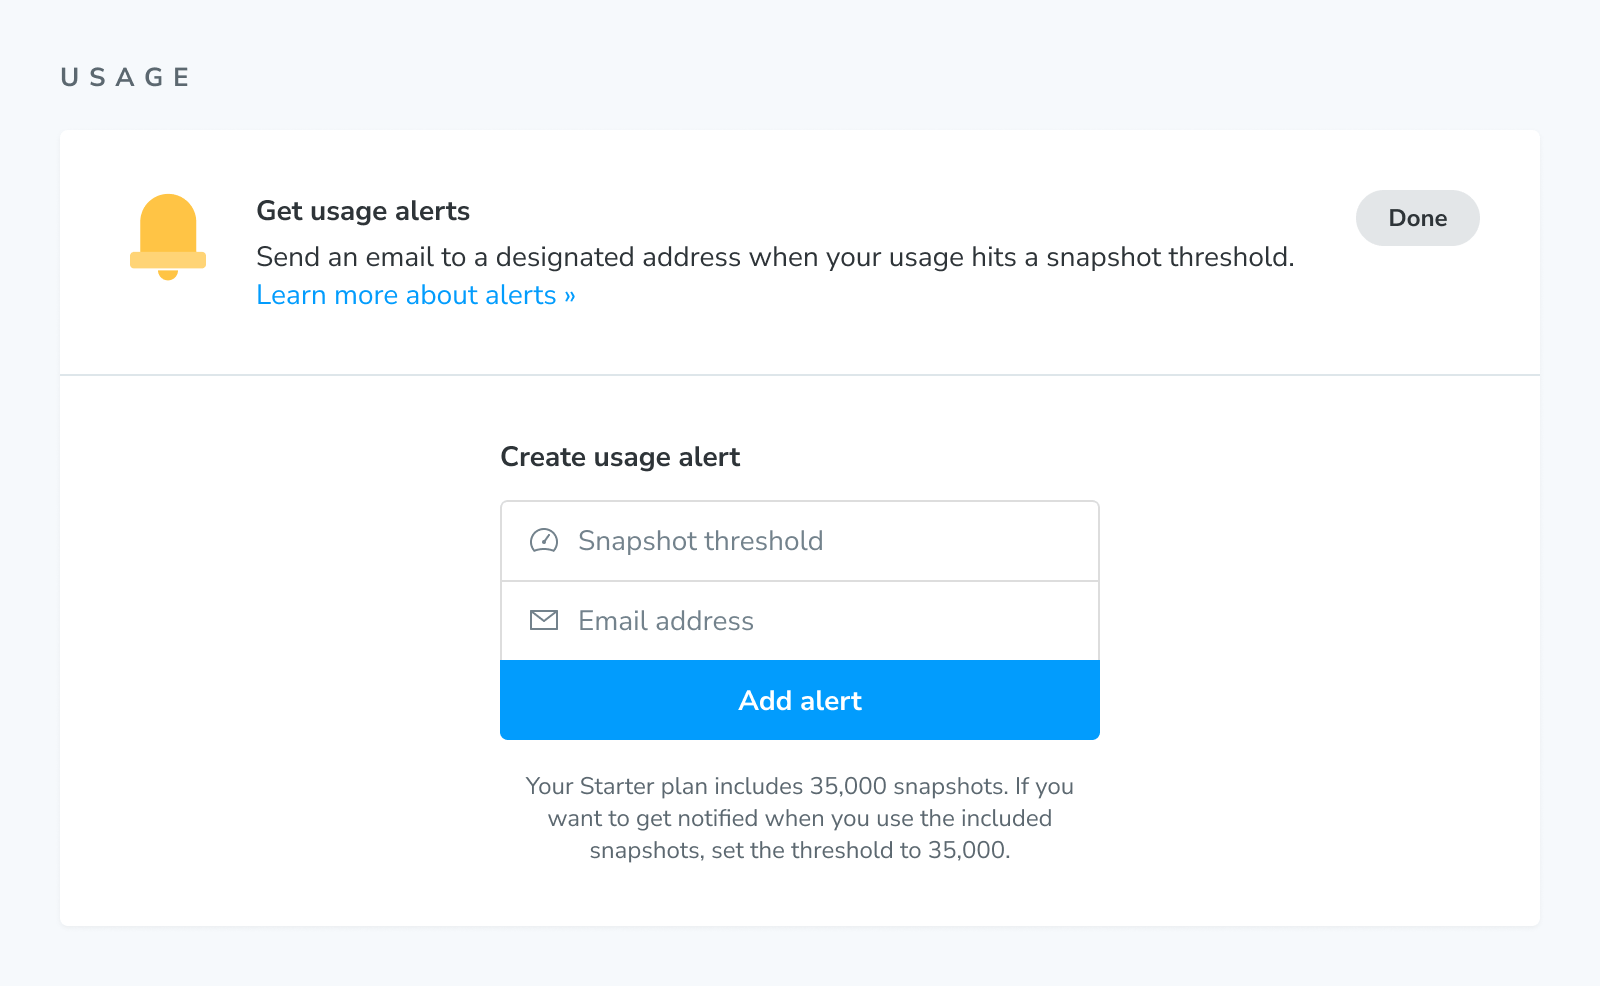 USAGE
Get usage alerts
Done
Send an email to a designated address when your usage hits a snapshot threshold.
Learn more about alerts »
Create usage alert
Snapshot threshold
Email address
Add alert
Your Starter plan includes 35,000 snapshots. If you
want to get notified when you use the included
snapshots, set the threshold to 35,000.